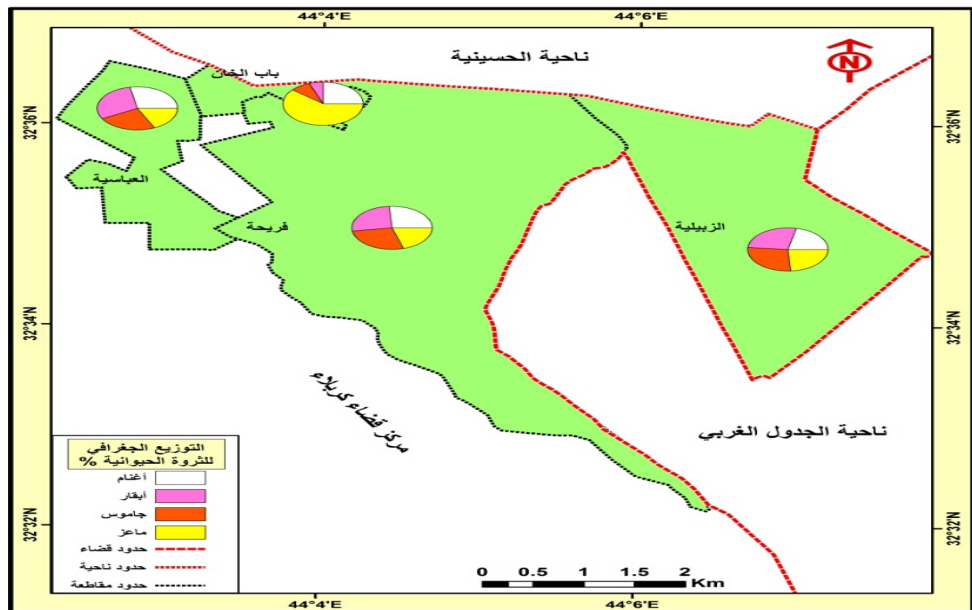 44°4'E
44°6'E
ناحية الحسينية
N
باب الخان
32°36'N
32°36'N
العباسية
فريحة
الزبيلية
32°34'N
32°34'N
مركز قضاء كربلاء
ناحية الجدول الغربي
التوزيع الجغرافي
للثروة الحيوانية %
أغنام
أبقار
جاموس
ماعز
حدود قضاء
حدود ناحية
حدود مقاطعة
32°32'N
32°32'N
0 0.5 1 1.5 2
Km
44°4'E
44°6'E